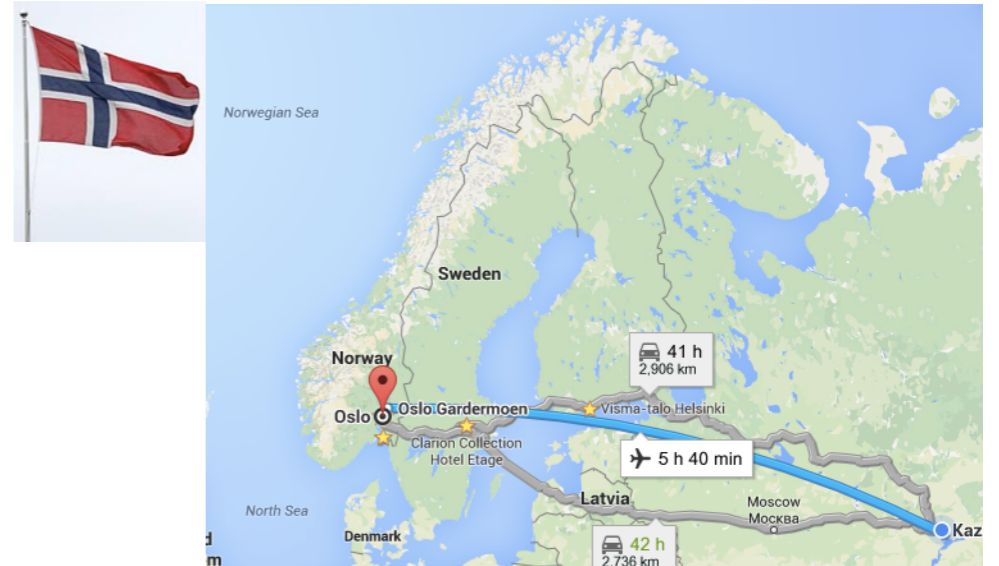 Norwegian Sea
Sweden
41 h
2,906 km
Norway
Oslo Gardermoen
Oslo
Visma-talo Helsinki
Clarion Collection
Hotel Etage
5 h 40 min
Latvia
Moscow
Москва
North Sea
Kaz
Denmark
d
m
42 h
2,736 km